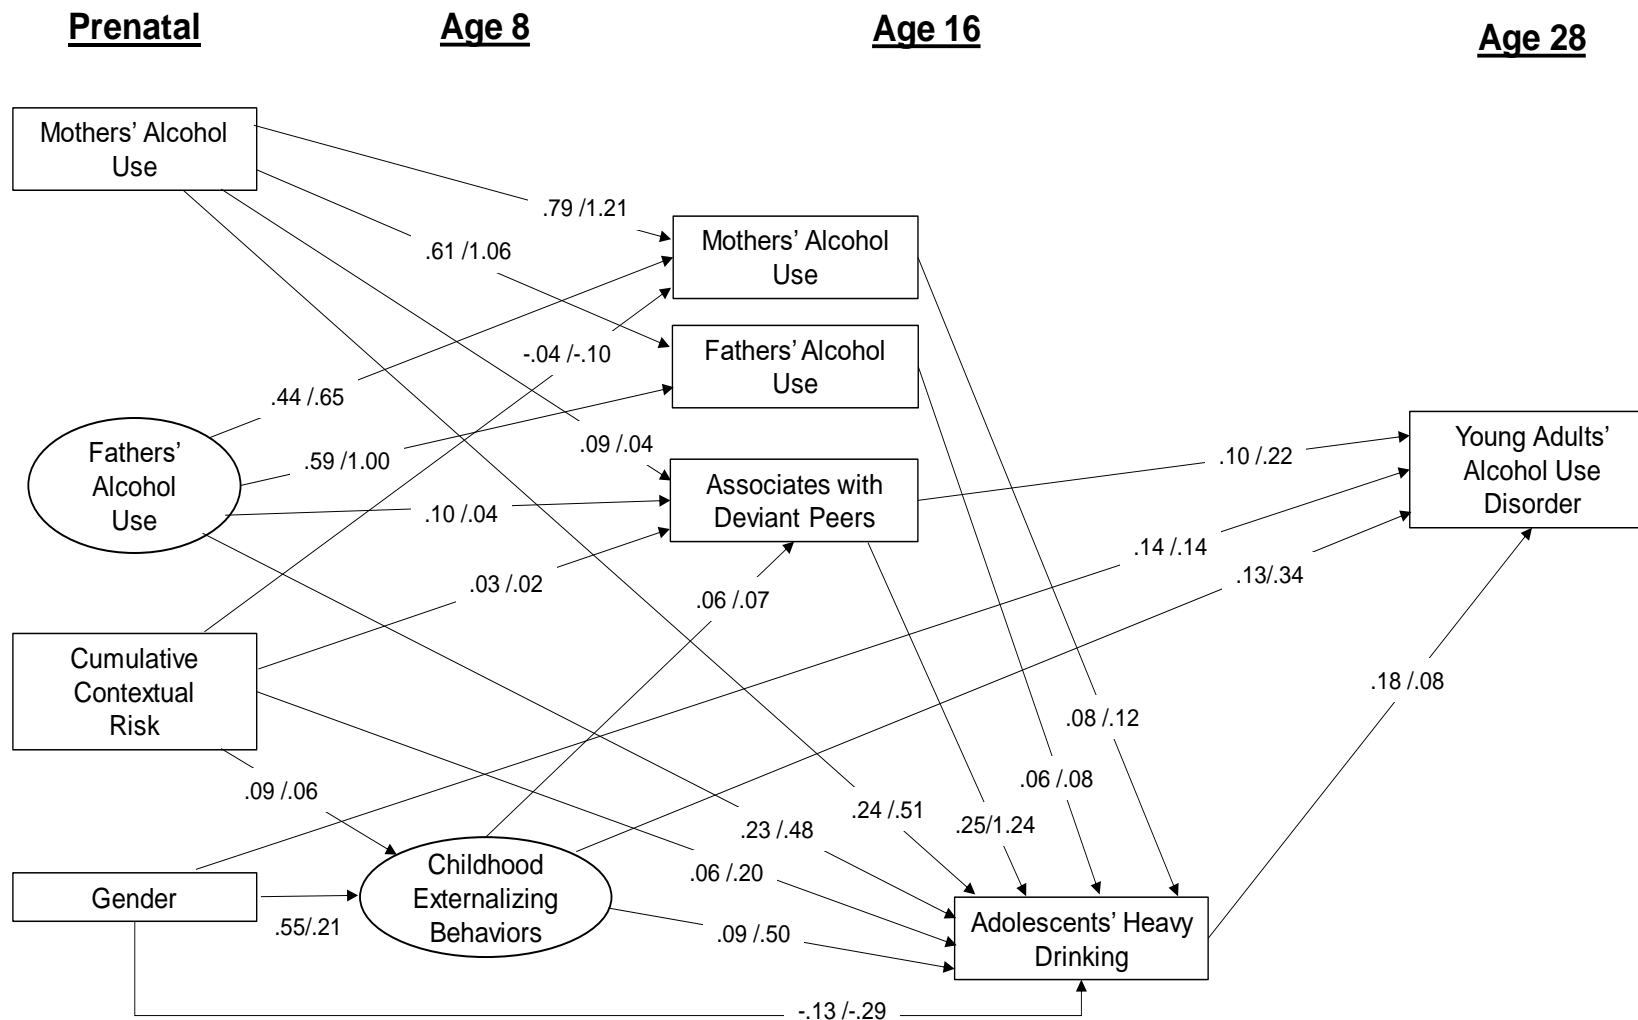 Prenatal
Age 8
Age 16
Age 28
Mothers' Alcohol
Use
.79 /1.21
.61 /1.06
Mothers' Alcohol
Use
-.04 /-.10
Fathers' Alcohol
Use
.44 /.65
Fathers'
Alcohol
Use
.59 /1.00
.09 /.04
Associates with
Deviant Peers
.10 /.04
.10 /.22
Young Adults'
Alcohol Use
Disorder
.14 /.14
.13/.34
.03 /.02
.06 /.07
Cumulative
Contextual
Risk
.18 /.08
.08 /.12
.06 /.08
.09 /.06
.24 /.51
.25/1.24
.23 /.48
.06 /.20
Gender
.55/.21
Childhood
Externalizing
Behaviors
.09 /.50
Adolescents' Heavy
Drinking
-.13 /-.29